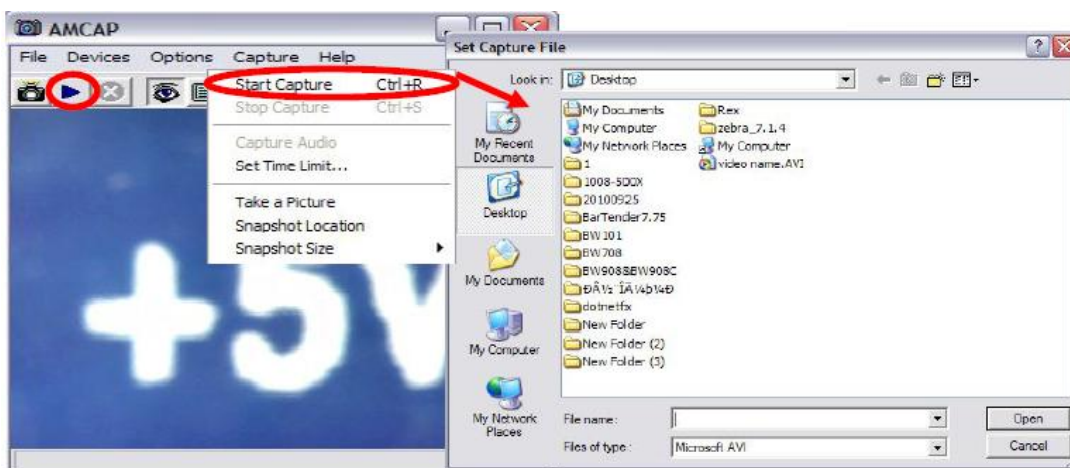 AMCAP
File Devices Options Capture Help
Start Capture Ctrl+R
Stop Capture Ctrl+S
Capture Audio
Set Time Limit...
Take a Picture
Snapshot Location
Snapshot Size
+5V
Set Capture File
Look in: Desktop
My Recent
Documents
Desktop
My Documents
My Computer
My Network
Places
My Documents
My Computer
My Network Places
1
1008-500X
20100925
BarTender7.75
BW101
BW708
BW908&BW908C
dotnetfx
New Folder
New Folder (2)
New Folder (3)
Rex
zebra_7.1.4
My Computer
video name.AVI
File name: Open
Files of type: Microsoft AVI Cancel